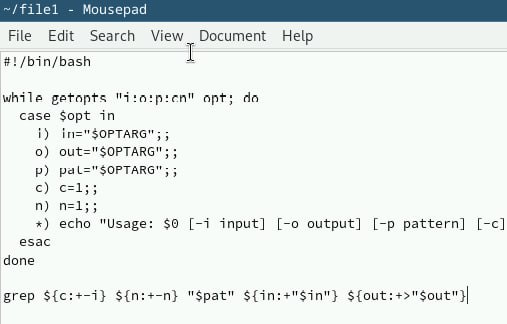 ~/file1 - Mousepad
File Edit Search View Document Help
#!/bin/bash
while getopts "i:o:p:cn" opt; do
case $opt in
i) in="$OPTARG";;
o) out="$OPTARG";;
p) pat="$OPTARG";;
c) c=1;;
n) n=1;;
*) echo "Usage: $0 [-i input] [-o output] [-p pattern] [-c]
esac
done
grep ${c:+-i} ${n:+-n} "$pat" ${in:+"$in"} ${out:+>"$out"}